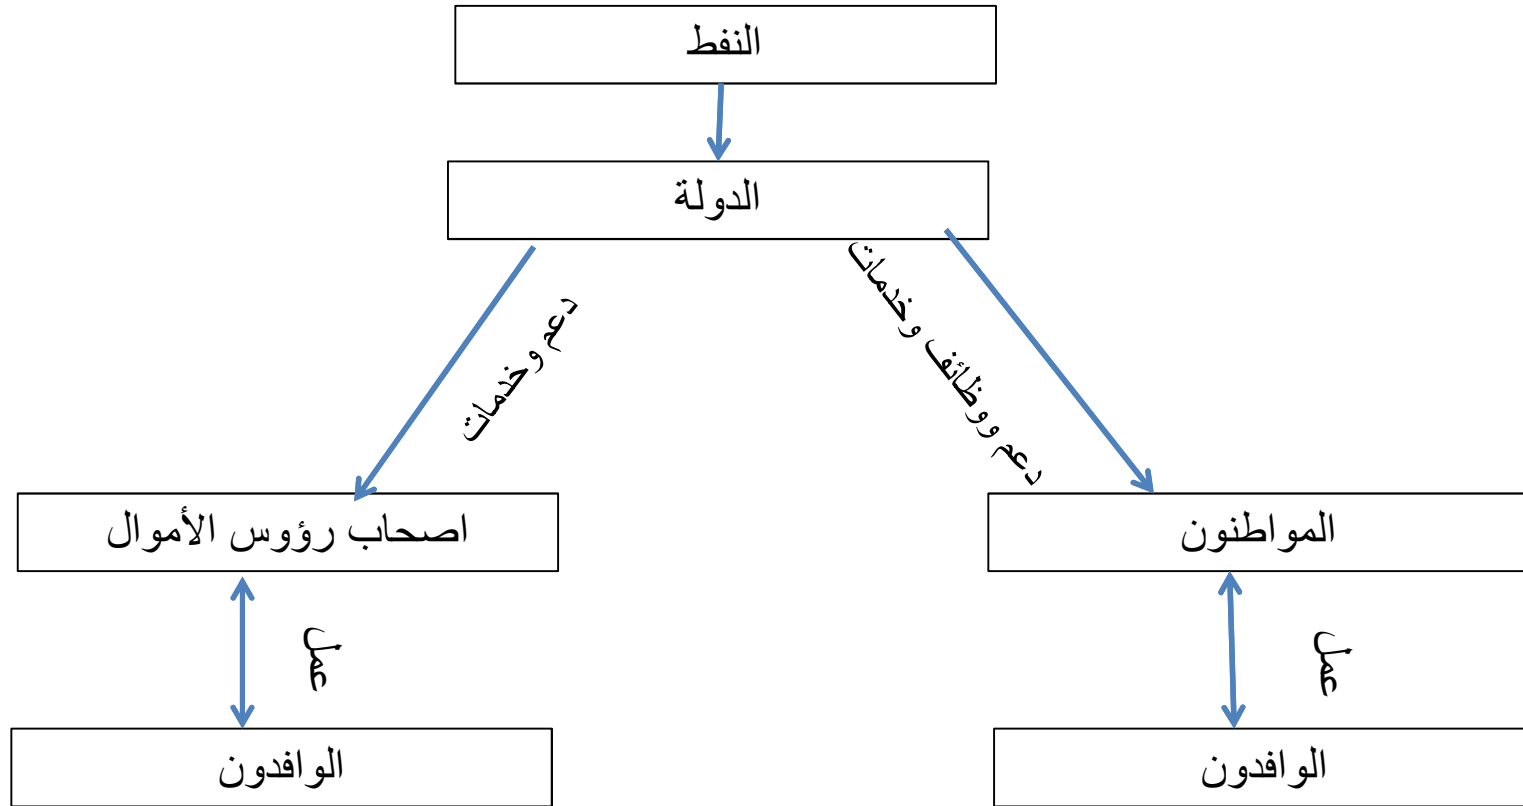 النفط
الدولة
دعم ووظائف وخدمات
دعم وخدمات
المواطنون
اصحاب رؤوس الأموال
عمل
عمل
الوافدون
الوافدون